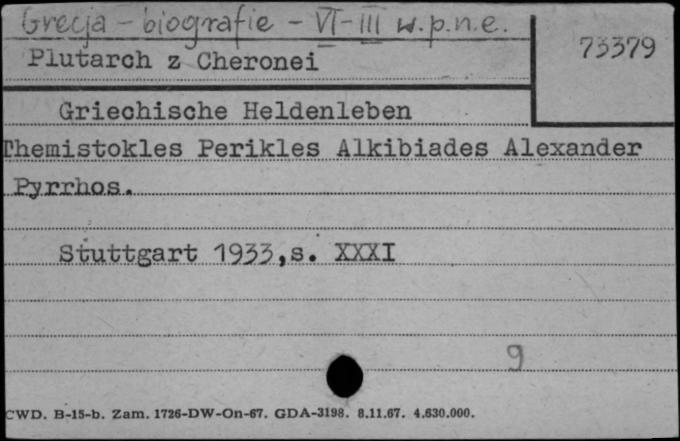 Grecja - biografie - VI-III w.p.n.e.
73379
Plutarch z Cheronei
Griechische Heldenleben
Themistokles Perikles Alkibiades Alexander
Pyrrhos.
Stuttgart 1933,s. XXXI
9
CWD. B-15-b. Zam. 1726-DW-On-67. GDA-3198. 8.11.67. 4.630.000.